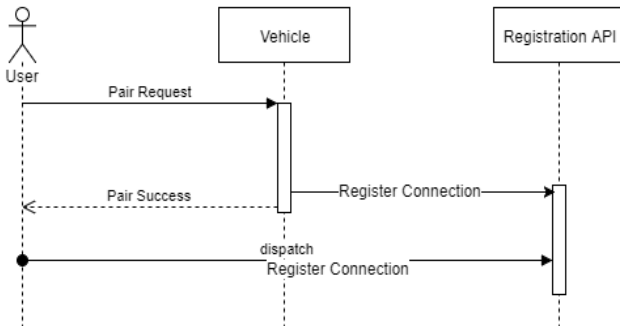 Vehicle
Registration API
User
Pair Request
Register Connection
Pair Success
dispatch
Register Connection